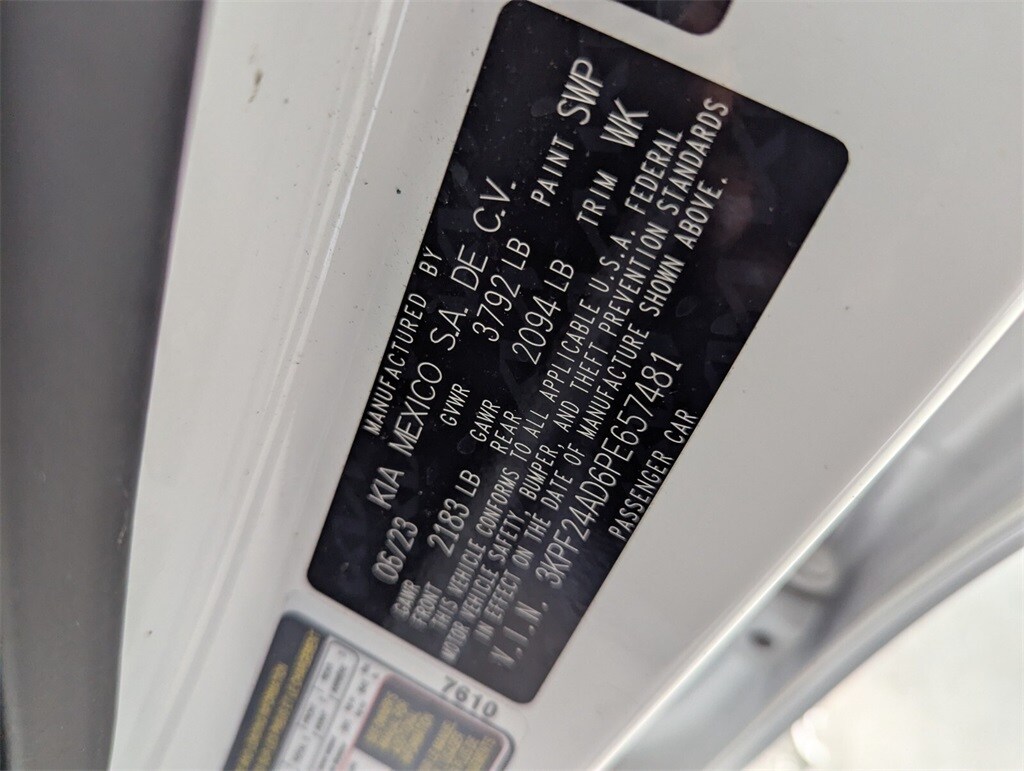 MANUFACTURED BY
06/23 KIA MEXICO S.A. DE C.V.
GVWR 3792 LB
GAWR FRONT 2183 LB GAWR REAR 2094 LB PAINT SWP
TRIM WK
THIS VEHICLE CONFORMS TO ALL APPLICABLE U.S.A. FEDERAL
MOTOR VEHICLE SAFETY, BUMPER, AND THEFT PREVENTION STANDARDS
IN EFFECT ON THE DATE OF MANUFACTURE SHOWN ABOVE.
V.I.N. 3KPF24AD6PE657481
PASSENGER CAR
7610